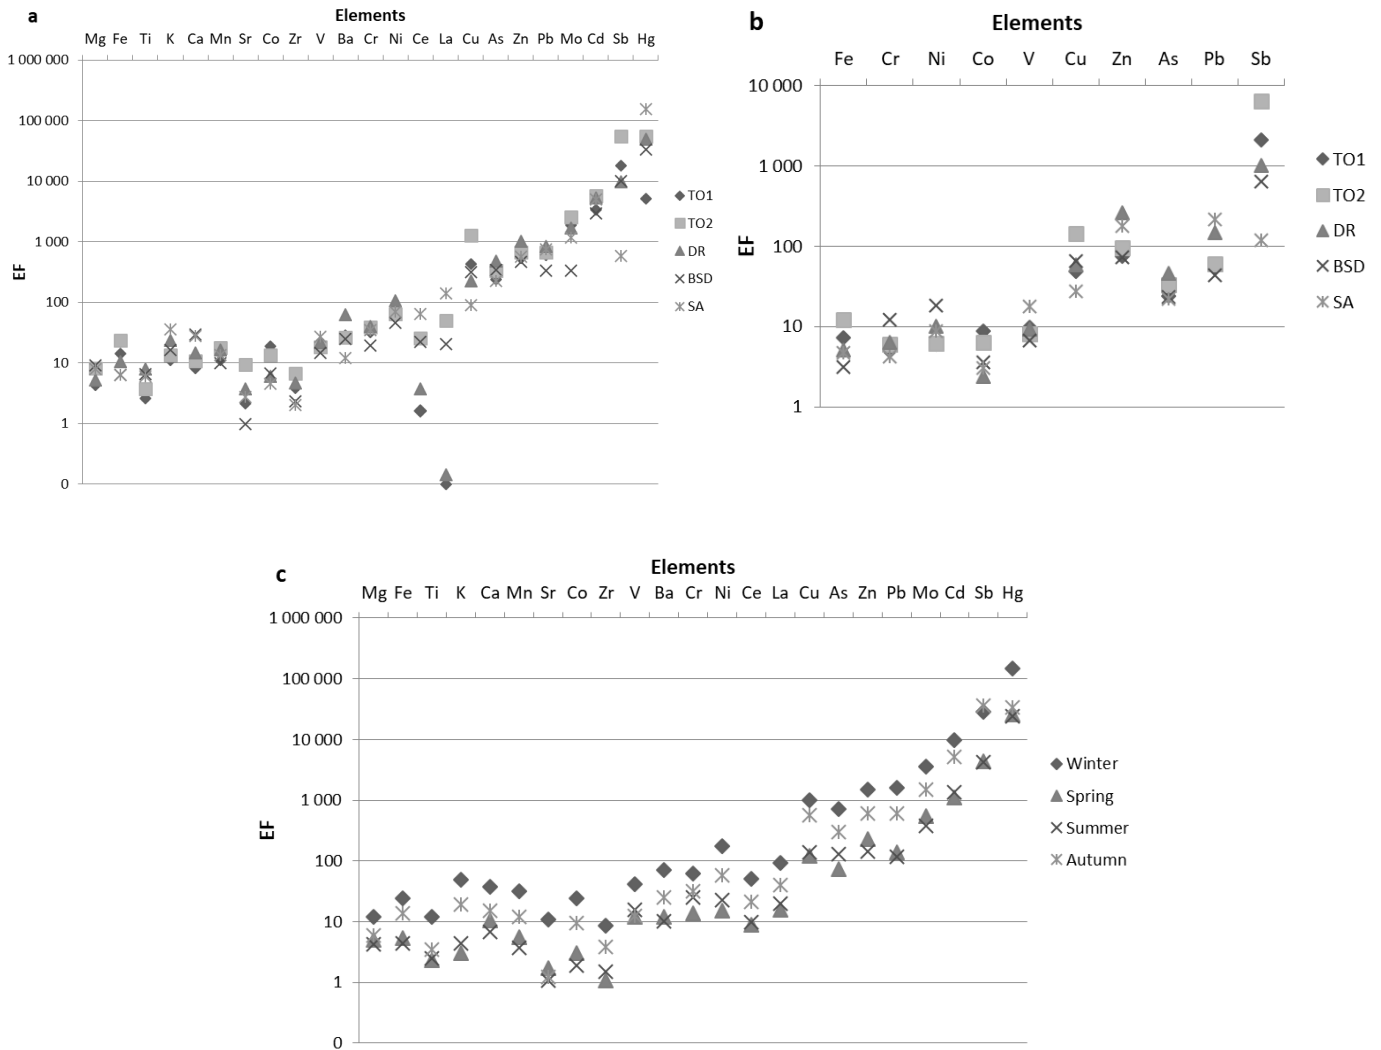 a
Elements
Mg Fe Ti K Ca Mn Sr Co Zr V Ba Cr Ni Ce La Cu As Zn Pb Mo Cd Sb Hg
1 000 000
100 000
10 000
1 000
100
10
1
0
EF
TO1
TO2
DR
BSD
SA
b
Elements
Fe Cr Ni Co V Cu Zn As Pb Sb
10 000
1 000
100
10
1
EF
TO1
TO2
DR
BSD
SA
c
Elements
Mg Fe Ti K Ca Mn Sr Co Zr V Ba Cr Ni Ce La Cu As Zn Pb Mo Cd Sb Hg
1 000 000
100 000
10 000
1 000
100
10
1
0
EF
Winter
Spring
Summer
Autumn